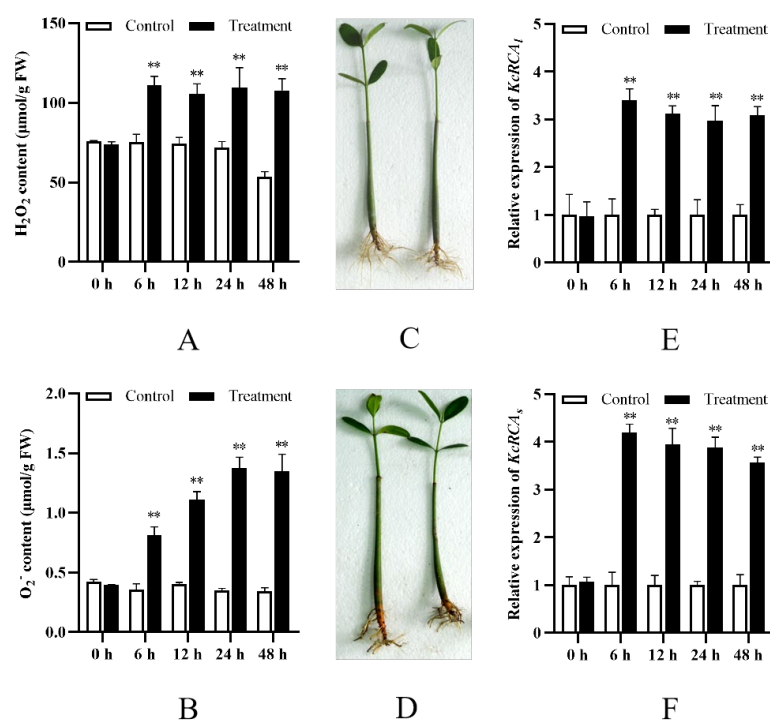 Control Treatment
H₂O₂ content (μmol/g FW)
150
100
50
0
0 h 6 h 12 h 24 h 48 h
** ** ** **
A
C
Control Treatment
Relative expression of KcRCAl
5
4
3
2
1
0
0 h 6 h 12 h 24 h 48 h
** ** ** **
E
Control Treatment
O₂⁻ content (μmol/g FW)
2.0
1.5
1.0
0.5
0.0
0 h 6 h 12 h 24 h 48 h
** ** ** **
B
D
Control Treatment
Relative expression of KcRCAs
5
4
3
2
1
0
0 h 6 h 12 h 24 h 48 h
** ** ** **
F